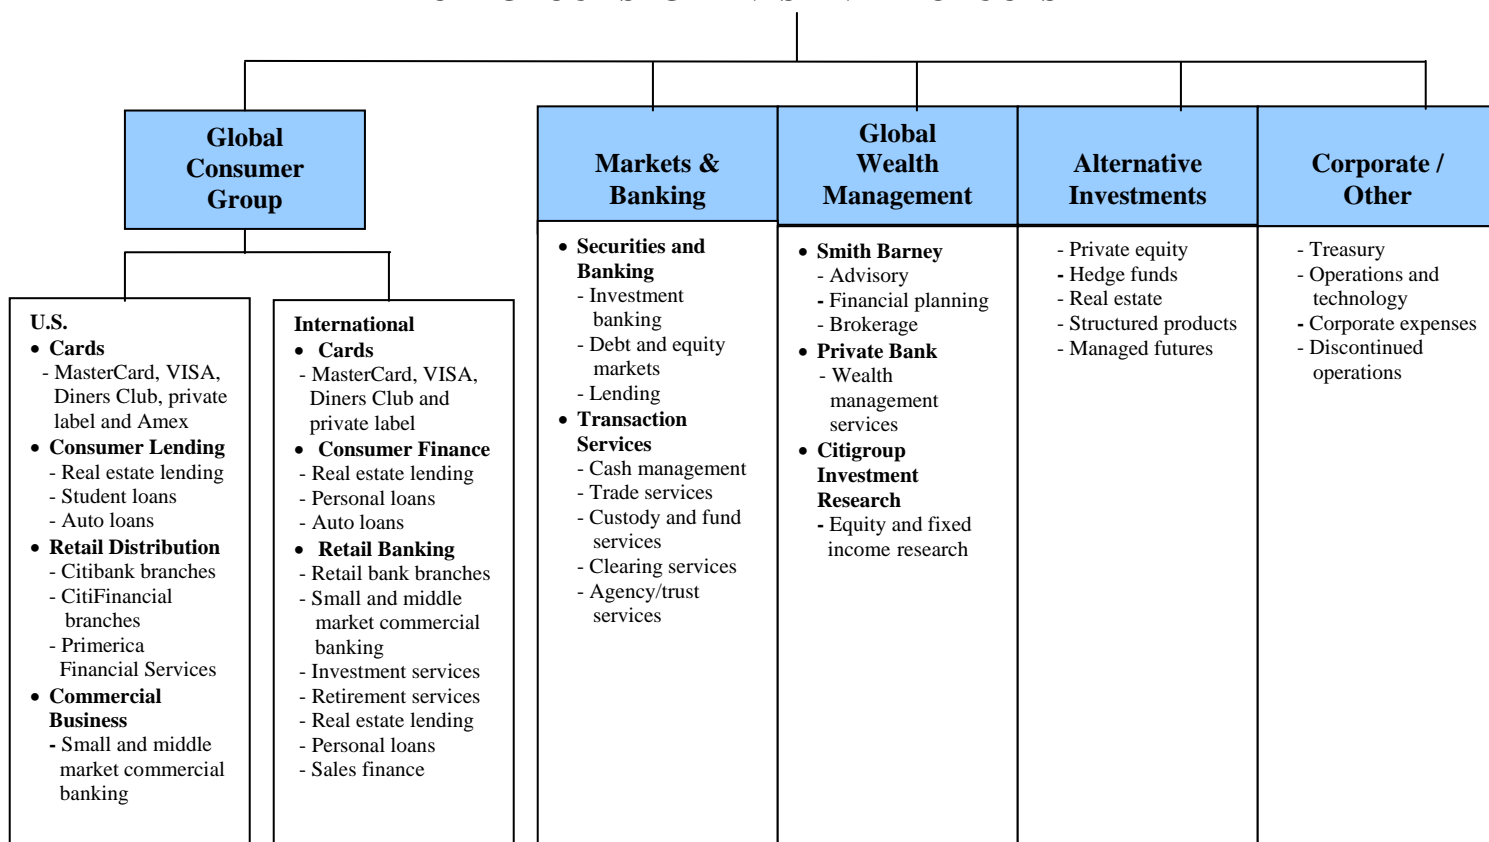 Global
Consumer
Group
Markets &
Banking
Global
Wealth
Management
Alternative
Investments
Corporate /
Other
U.S.
• Cards
- MasterCard, VISA,
Diners Club, private
label and Amex
• Consumer Lending
- Real estate lending
- Student loans
- Auto loans
• Retail Distribution
- Citibank branches
- CitiFinancial
branches
- Primerica
Financial Services
• Commercial
Business
- Small and middle
market commercial
banking
International
• Cards
- MasterCard, VISA,
Diners Club and
private label
• Consumer Finance
- Real estate lending
- Personal loans
- Auto loans
• Retail Banking
- Retail bank branches
- Small and middle
market commercial
banking
- Investment services
- Retirement services
- Real estate lending
- Personal loans
- Sales finance
• Securities and
Banking
- Investment
banking
- Debt and equity
markets
- Lending
• Transaction
Services
- Cash management
- Trade services
- Custody and fund
services
- Clearing services
- Agency/trust
services
• Smith Barney
- Advisory
- Financial planning
- Brokerage
• Private Bank
- Wealth
management
services
• Citigroup
Investment
Research
- Equity and fixed
income research
- Private equity
- Hedge funds
- Real estate
- Structured products
- Managed futures
- Treasury
- Operations and
technology
- Corporate expenses
- Discontinued
operations